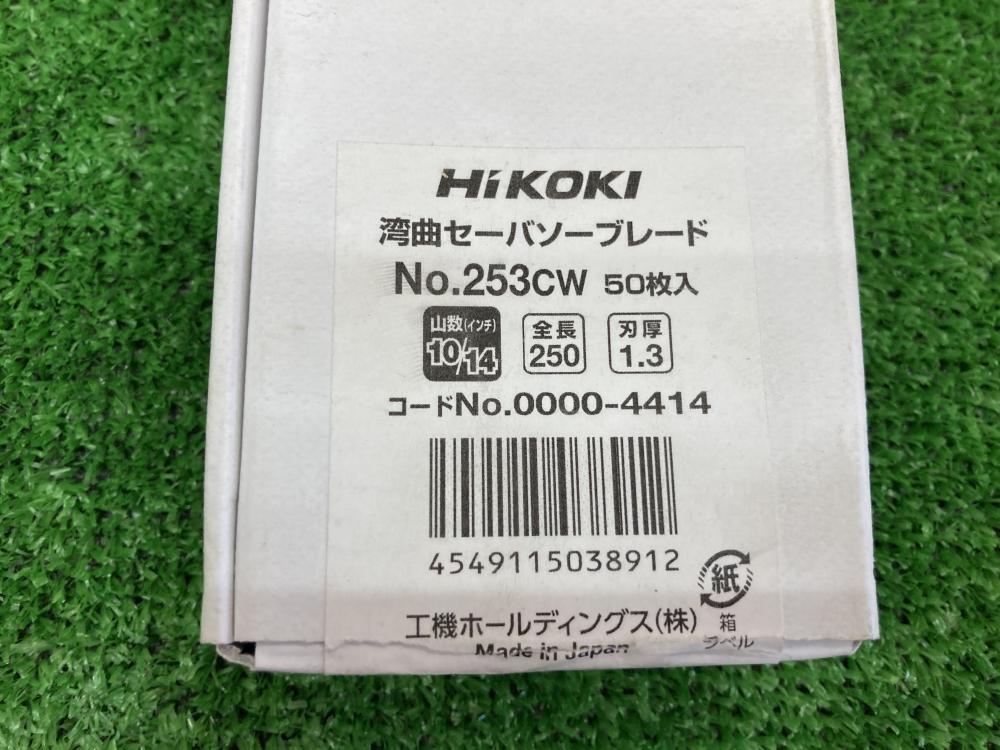 HiKOKI
湾曲セーバソーブレード
No.253CW 50枚入
山数(インチ)
10/14
全長
250
刃厚
1.3
コードNo.0000-4414
4549115038912
紙
箱
ラベル
工機ホールディングス(株)
Made in Japan